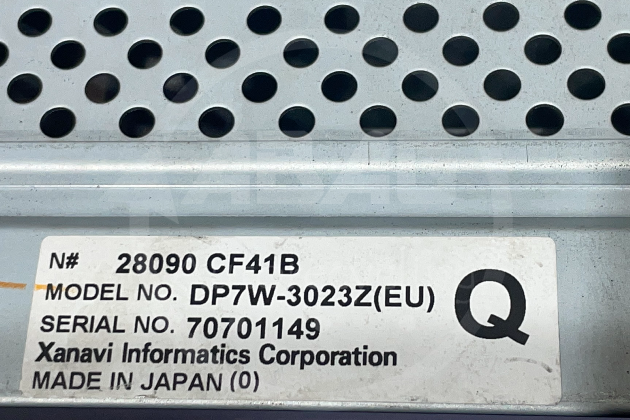 N# 28090 CF41B
MODEL NO. DP7W-3023Z(EU)
SERIAL NO. 70701149
Xanavi Informatics Corporation
MADE IN JAPAN (0)
Q